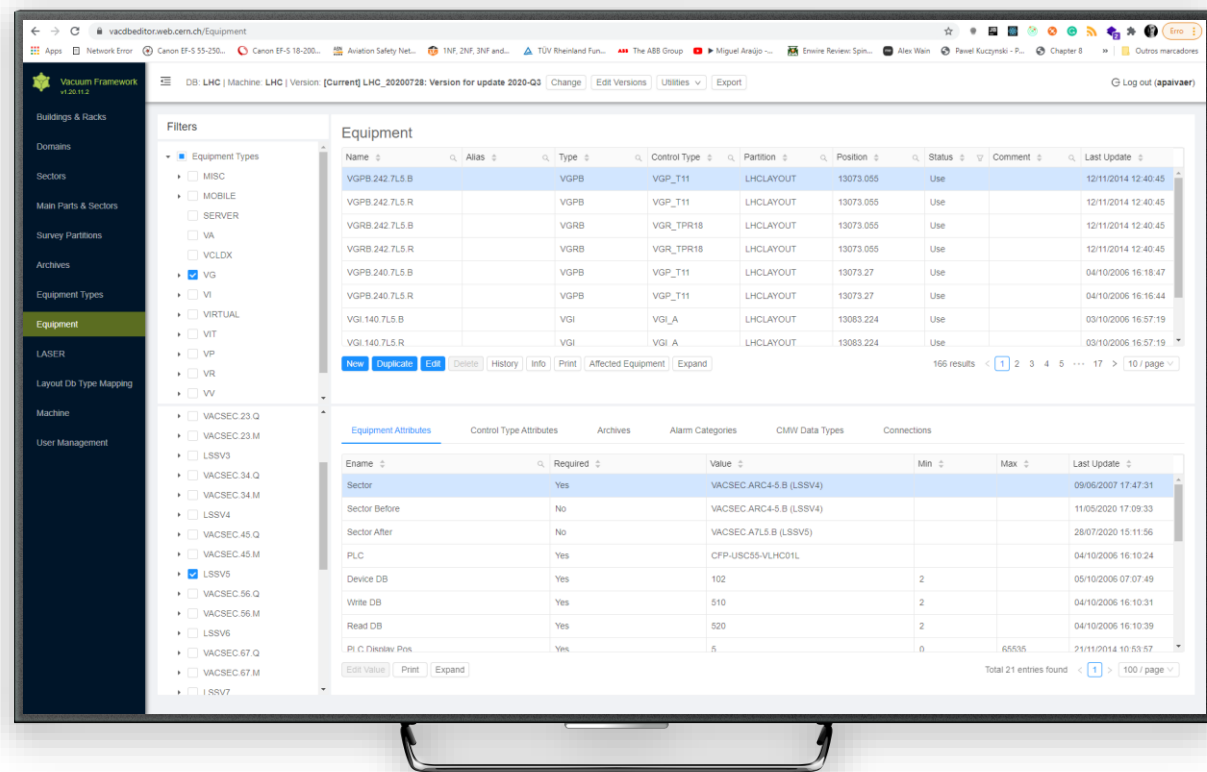 vacdbeditor.web.cern.ch/Equipment
Erro
Apps Network Error Canon EF-S 55-250... Canon EF-S 18-200... Aviation Safety Net... 1NF, 2NF, 3NF and... TÜV Rheinland Fun... ABB The ABB Group Miguel Araújo -... Enwire Review: Spin... Alex Wain Pawel Kuczynski - P... Chapter 8 » Outros marcadores
Vacuum Framework
v1.20.11.2
DB: LHC | Machine: LHC | Version: [Current] LHC_20200728: Version for update 2020-Q3 Change Edit Versions Utilities Export Log out (apaivaer)
Buildings & Racks
Domains
Sectors
Main Parts & Sectors
Survey Partitions
Archives
Equipment Types
Equipment
LASER
Layout Db Type Mapping
Machine
User Management
Filters
Equipment Types
MISC
MOBILE
SERVER
VA
VCLDX
VG
VI
VIRTUAL
VIT
VP
VR
VV
VACSEC.23.Q
VACSEC.23.M
LSSV3
VACSEC.34.Q
VACSEC.34.M
LSSV4
VACSEC.45.Q
VACSEC.45.M
LSSV5
VACSEC.56.Q
VACSEC.56.M
LSSV6
VACSEC.67.Q
VACSEC.67.M
LSSV7
Equipment
Name Alias Type Control Type Partition Position Status Comment Last Update
VGPB.242.7L5.B VGPB VGP_T11 LHCLAYOUT 13073.055 Use 12/11/2014 12:40:45
VGPB.242.7L5.R VGPB VGP_T11 LHCLAYOUT 13073.055 Use 12/11/2014 12:40:45
VGRB.242.7L5.B VGRB VGR_TPR18 LHCLAYOUT 13073.055 Use 12/11/2014 12:40:45
VGRB.242.7L5.R VGRB VGR_TPR18 LHCLAYOUT 13073.055 Use 12/11/2014 12:40:45
VGPB.240.7L5.B VGPB VGP_T11 LHCLAYOUT 13073.27 Use 04/10/2006 16:18:47
VGPB.240.7L5.R VGPB VGP_T11 LHCLAYOUT 13073.27 Use 04/10/2006 16:16:44
VGI.140.7L5.B VGI VGI_A LHCLAYOUT 13083.224 Use 03/10/2006 16:57:19
VGI.140.7L5.R VGI VGI_A LHCLAYOUT 13083.224 Use 03/10/2006 16:57:19
New Duplicate Edit Delete History Info Print Affected Equipment Expand 166 results < 1 2 3 4 5 ••• 17 > 10 / page
Equipment Attributes Control Type Attributes Archives Alarm Categories CMW Data Types Connections
Ename Required Value Min Max Last Update
Sector Yes VACSEC.ARC4-5.B (LSSV4) 09/06/2007 17:47:31
Sector Before No VACSEC.ARC4-5.B (LSSV4) 11/05/2020 17:09:33
Sector After No VACSEC.A7L5.B (LSSV5) 28/07/2020 15:11:56
PLC Yes CFP-USC55-VLHC01L 04/10/2006 16:10:24
Device DB Yes 102 2 05/10/2006 07:07:49
Write DB Yes 510 2 04/10/2006 16:10:31
Read DB Yes 520 2 04/10/2006 16:10:39
PLC Display Pos Yes 5 0 65535 21/11/2014 10:53:57
Edit Value Print Expand Total 21 entries found < 1 > 100 / page